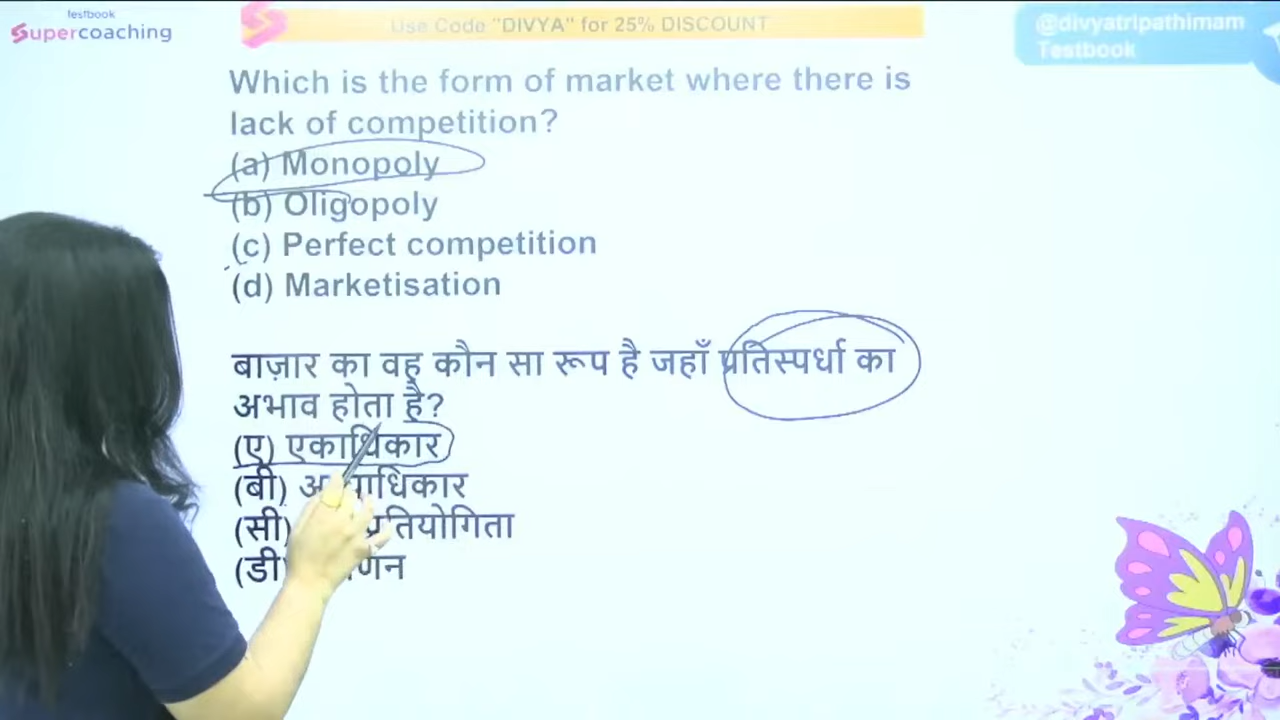 testbook
Supercoaching
Use Code "DIVYA" for 25% DISCOUNT
@divyatripathimam
Testbook
Which is the form of market where there is
lack of competition?
(a) Monopoly
(b) Oligopoly
(c) Perfect competition
(d) Marketisation
बाज़ार का वह कौन सा रूप है जहाँ प्रतिस्पर्धा का
अभाव होता है?
(ए) एकाधिकार
(बी)
(सी)
(डी)